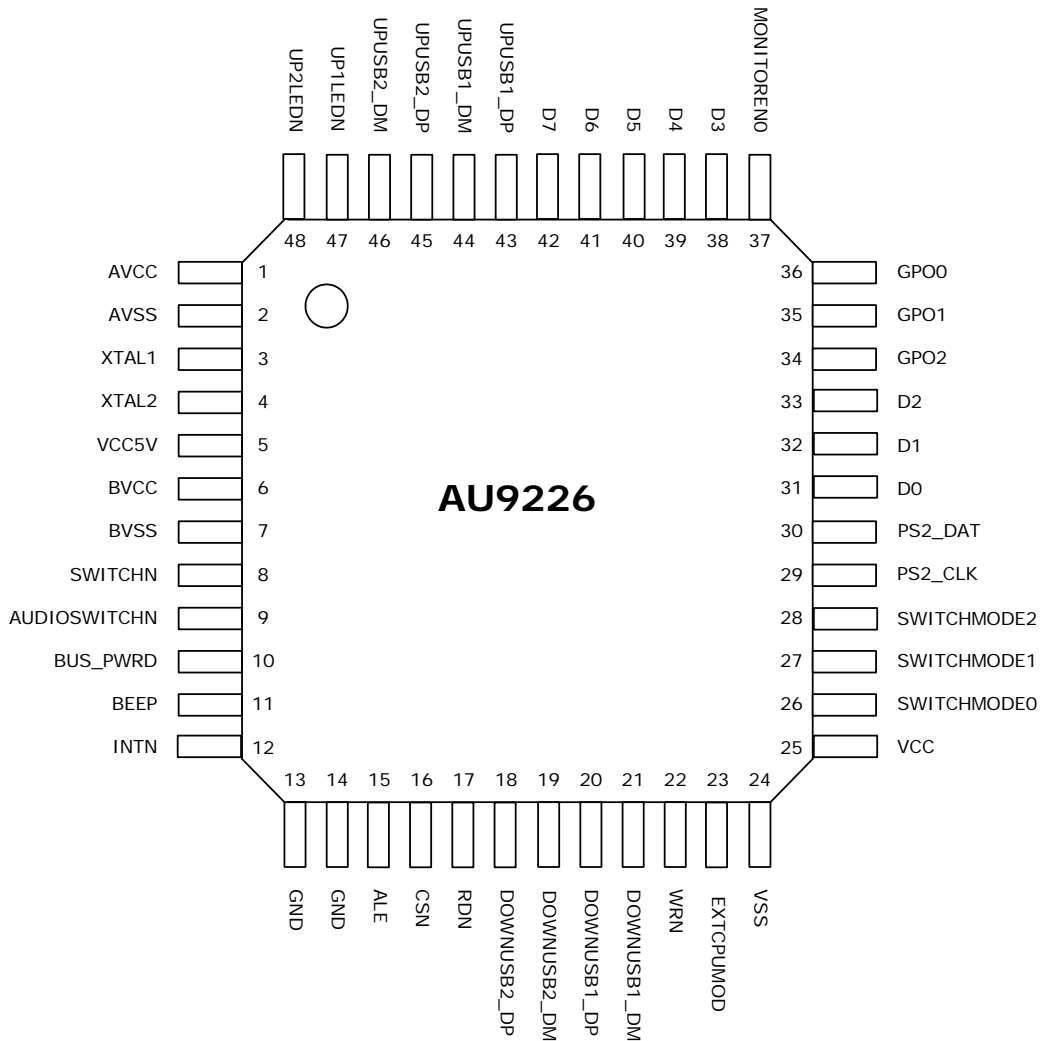 UP2LEDN
UP1LEDN
UPUSB2_DM
UPUSB2_DP
UPUSB1_DM
UPUSB1_DP
D7
D6
D5
D4
D3
MONITOREN0
48 47 46 45 44 43 42 41 40 39 38 37
AVCC 1
AVSS 2
XTAL1 3
XTAL2 4
VCC5V 5
BVCC 6
BVSS 7
SWITCHN 8
AUDIOSWITCHN 9
BUS_PWRD 10
BEEP 11
INTN 12
AU9226
36 GPO0
35 GPO1
34 GPO2
33 D2
32 D1
31 D0
30 PS2_DAT
29 PS2_CLK
28 SWITCHMODE2
27 SWITCHMODE1
26 SWITCHMODE0
25 VCC
13 14 15 16 17 18 19 20 21 22 23 24
GND
GND
ALE
CSN
RDN
DOWNUSB2_DP
DOWNUSB2_DM
DOWNUSB1_DP
DOWNUSB1_DM
WRN
EXTCPUMOD
VSS